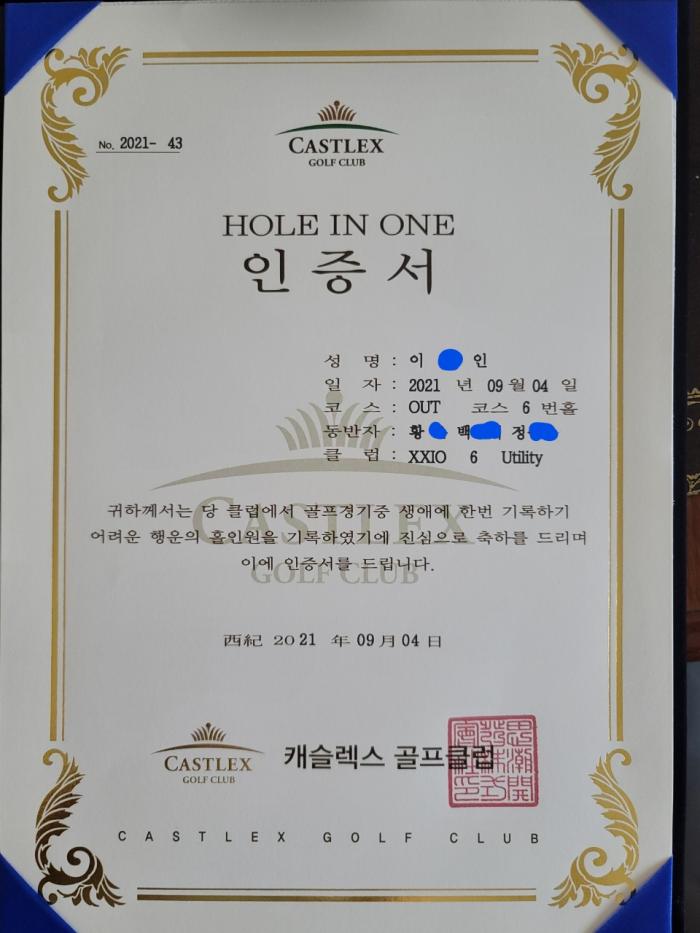 No. 2021- 43
CASTLEX
GOLF CLUB
HOLE IN ONE
인증서
성 명 : 이 인
일 자 : 2021 년 09 월 04 일
코 스 : OUT 코스 6 번홀
동반자 : 황 백 정
클 럽 : XXIO 6 Utility
CASTLEX
GOLF CLUB
귀하께서는 당 클럽에서 골프경기중 생애에 한번 기록하기
어려운 행운의 홀인원을 기록하였기에 진심으로 축하를 드리며
이에 인증서를 드립니다.
西紀 2021 年 09 月 04 日
CASTLEX
GOLF CLUB
캐슬렉스 골프클럽
CASTLEX GOLF CLUB